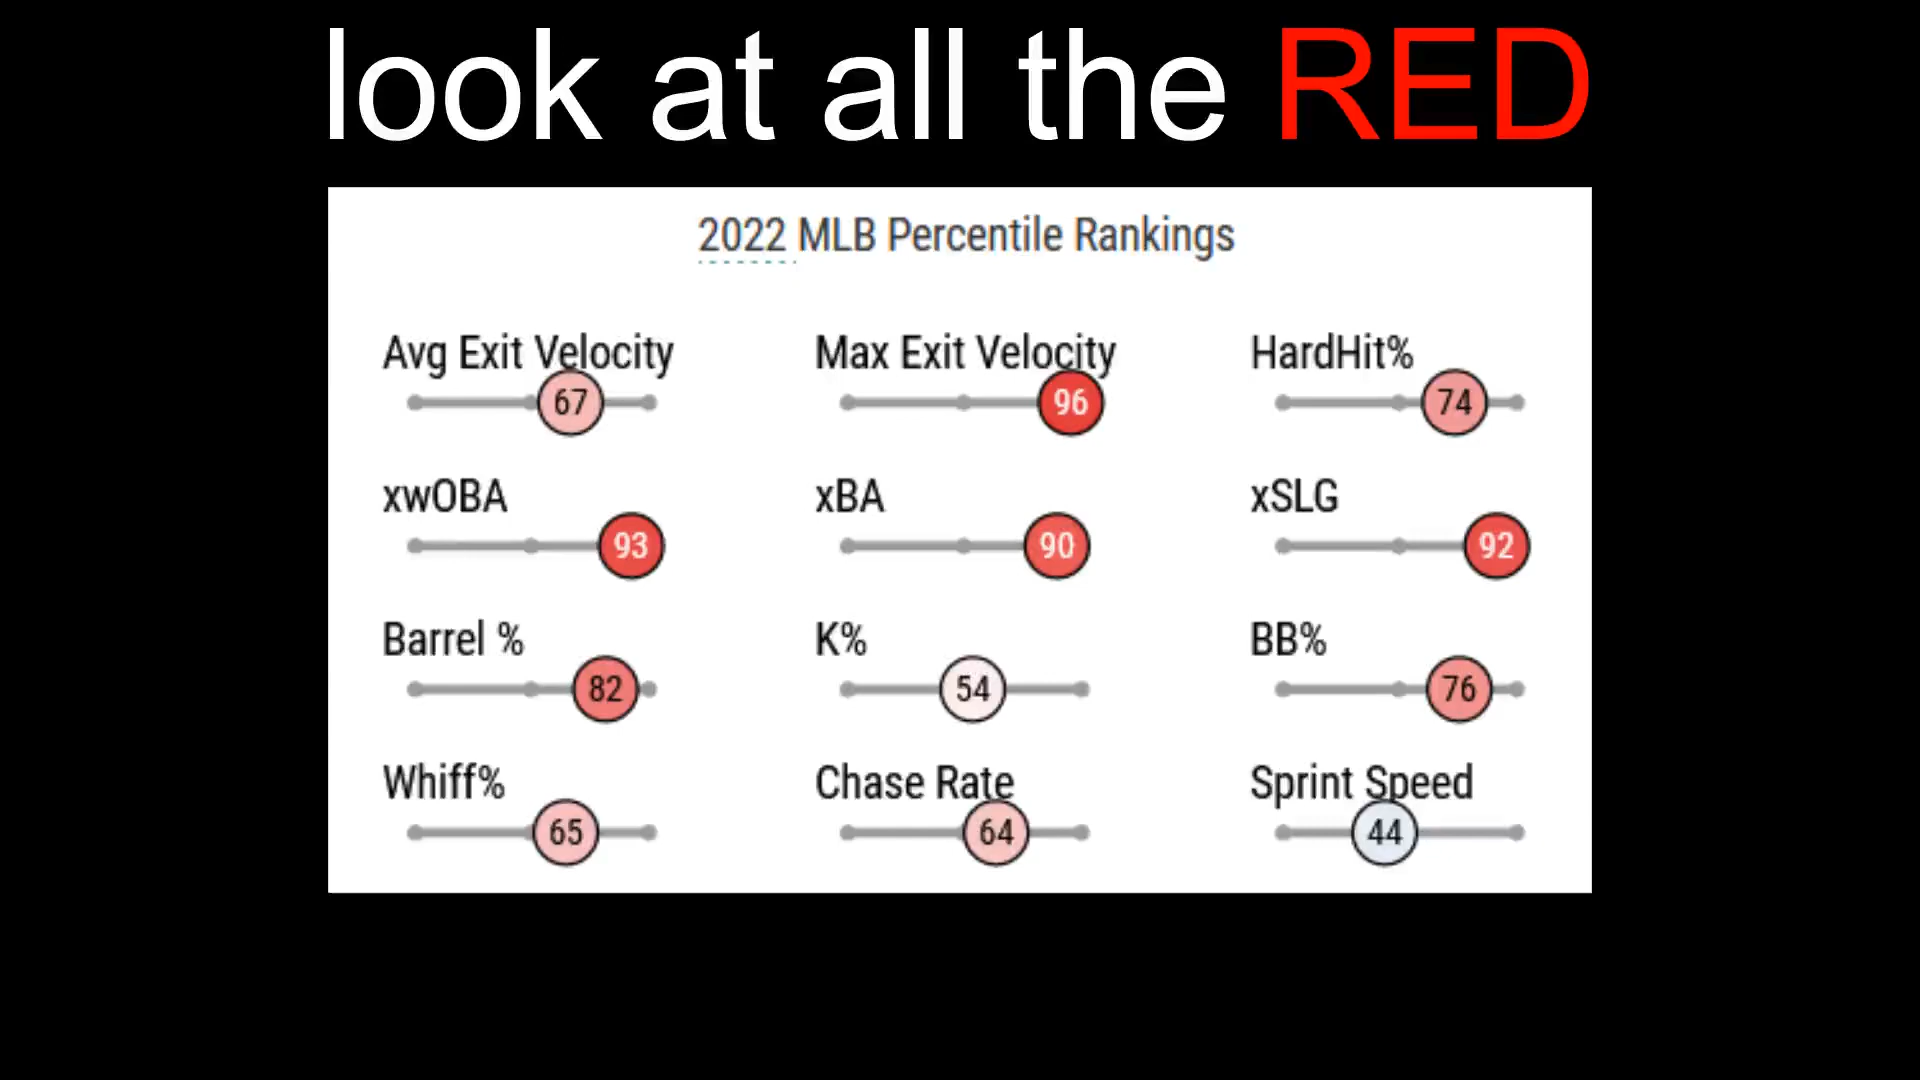 look at all the RED
2022 MLB Percentile Rankings
Avg Exit Velocity Max Exit Velocity HardHit%
67 96 74
xwOBA xBA xSLG
93 90 92
Barrel % K% BB%
82 54 76
Whiff% Chase Rate Sprint Speed
65 64 44